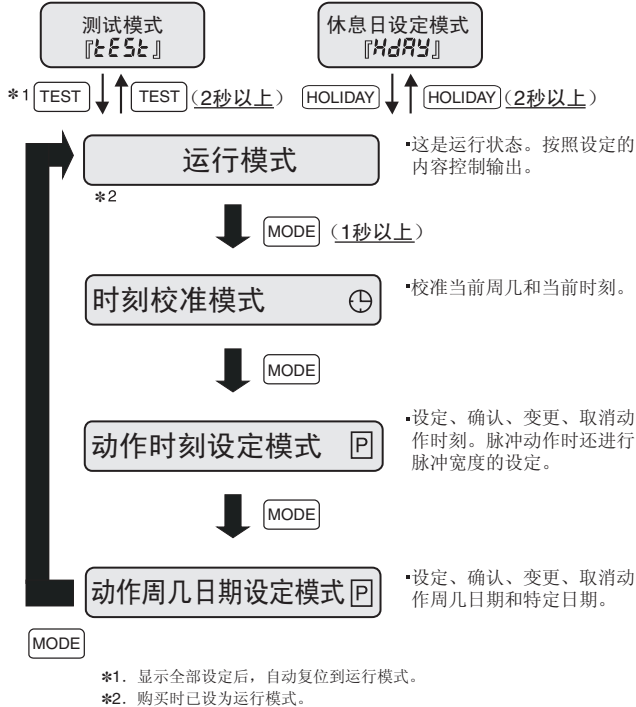 测试模式
『tESt』
休息日设定模式
『HdAY』
*1 TEST
TEST（2秒以上）
HOLIDAY
HOLIDAY（2秒以上）
运行模式
▪这是运行状态。按照设定的
内容控制输出。
*2
MODE（1秒以上）
时刻校准模式
▪校准当前周几和当前时刻。
MODE
动作时刻设定模式 P
▪设定、确认、变更、取消动
作时刻。脉冲动作时还进行
脉冲宽度的设定。
MODE
动作周几日期设定模式 P
▪设定、确认、变更、取消动
作周几日期和特定日期。
MODE
*1. 显示全部设定后，自动复位到运行模式。
*2. 购买时已设为运行模式。